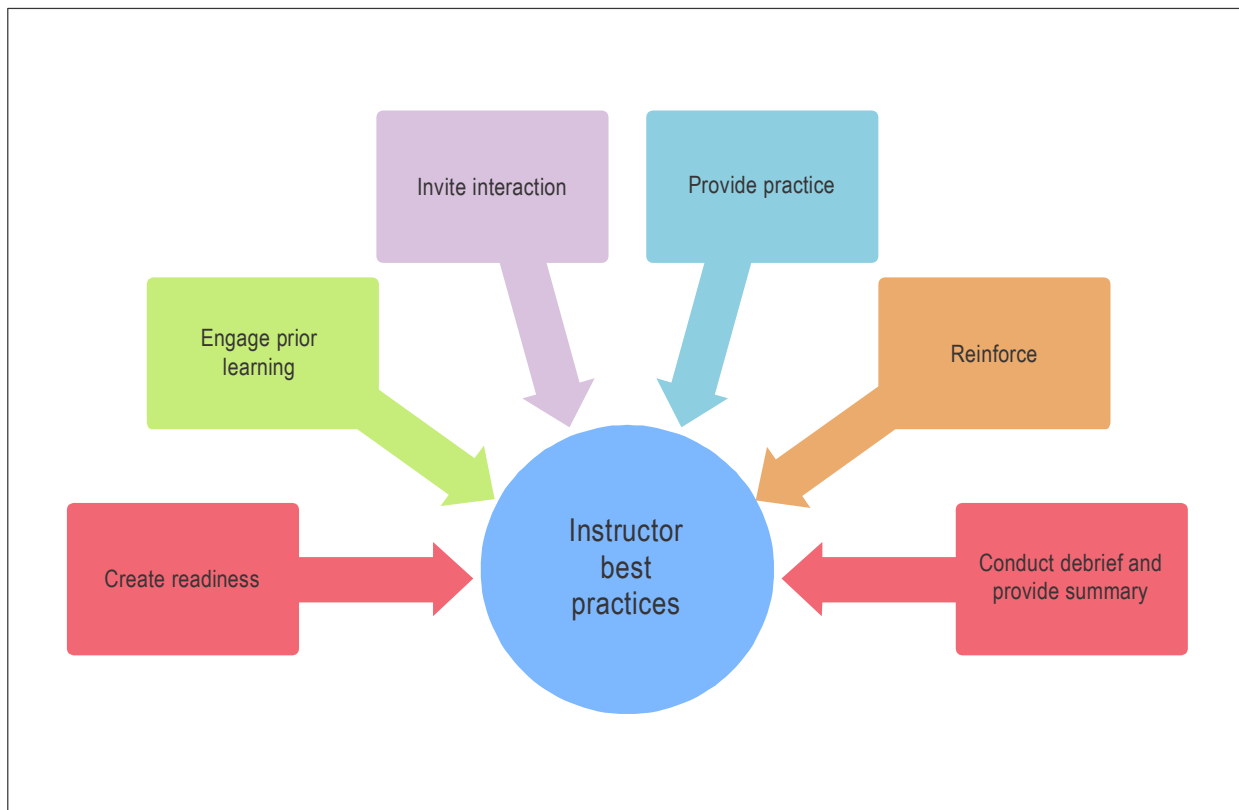 Invite interaction
Provide practice
Engage prior
learning
Reinforce
Create readiness
Instructor
best
practices
Conduct debrief and
provide summary